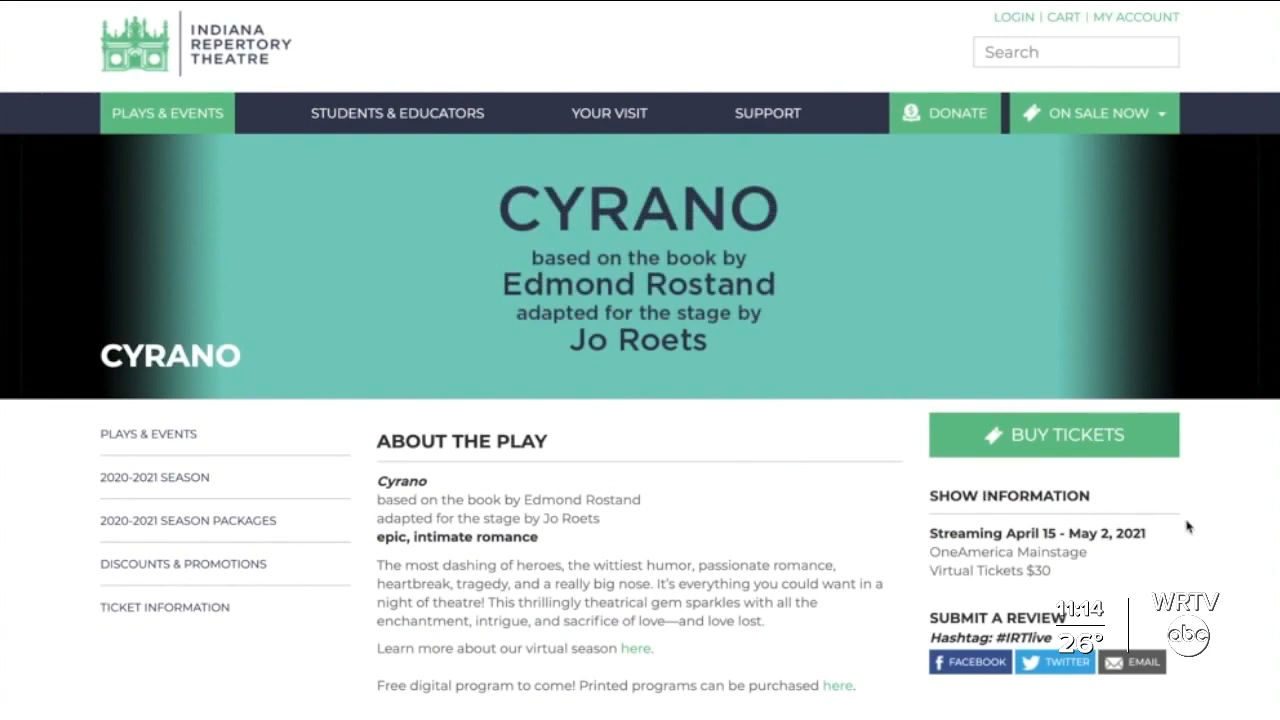 INDIANA
REPERTORY
THEATRE
LOGIN | CART | MY ACCOUNT
Search
PLAYS & EVENTS
STUDENTS & EDUCATORS
YOUR VISIT
SUPPORT
DONATE
ON SALE NOW
CYRANO
based on the book by
Edmond Rostand
adapted for the stage by
Jo Roets
CYRANO
PLAYS & EVENTS
2020-2021 SEASON
2020-2021 SEASON PACKAGES
DISCOUNTS & PROMOTIONS
TICKET INFORMATION
ABOUT THE PLAY
Cyrano
based on the book by Edmond Rostand
adapted for the stage by Jo Roets
epic, intimate romance
The most dashing of heroes, the wittiest humor, passionate romance,
heartbreak, tragedy, and a really big nose. It's everything you could want in a
night of theatre! This thrillingly theatrical gem sparkles with all the
enchantment, intrigue, and sacrifice of love—and love lost.
Learn more about our virtual season here.
Free digital program to come! Printed programs can be purchased here.
BUY TICKETS
SHOW INFORMATION
Streaming April 15 - May 2, 2021
OneAmerica Mainstage
Virtual Tickets $30
SUBMIT A REVIEW
Hashtag: #IRTlive
FACEBOOK
TWITTER
EMAIL
11:14
26°
WRTV
abc